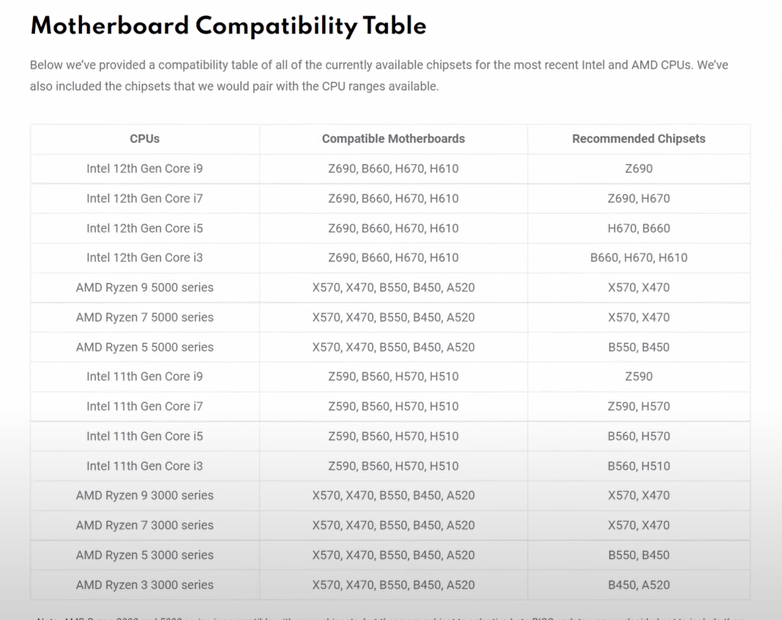 Motherboard Compatibility Table
Below we've provided a compatibility table of all of the currently available chipsets for the most recent Intel and AMD CPUs. We've
also included the chipsets that we would pair with the CPU ranges available.
CPUs Compatible Motherboards Recommended Chipsets
Intel 12th Gen Core i9 Z690, B660, H670, H610 Z690
Intel 12th Gen Core i7 Z690, B660, H670, H610 Z690, H670
Intel 12th Gen Core i5 Z690, B660, H670, H610 H670, B660
Intel 12th Gen Core i3 Z690, B660, H670, H610 B660, H670, H610
AMD Ryzen 9 5000 series X570, X470, B550, B450, A520 X570, X470
AMD Ryzen 7 5000 series X570, X470, B550, B450, A520 X570, X470
AMD Ryzen 5 5000 series X570, X470, B550, B450, A520 B550, B450
Intel 11th Gen Core i9 Z590, B560, H570, H510 Z590
Intel 11th Gen Core i7 Z590, B560, H570, H510 Z590, H570
Intel 11th Gen Core i5 Z590, B560, H570, H510 B560, H570
Intel 11th Gen Core i3 Z590, B560, H570, H510 B560, H510
AMD Ryzen 9 3000 series X570, X470, B550, B450, A520 X570, X470
AMD Ryzen 7 3000 series X570, X470, B550, B450, A520 X570, X470
AMD Ryzen 5 3000 series X570, X470, B550, B450, A520 B550, B450
AMD Ryzen 3 3000 series X570, X470, B550, B450, A520 B450, A520